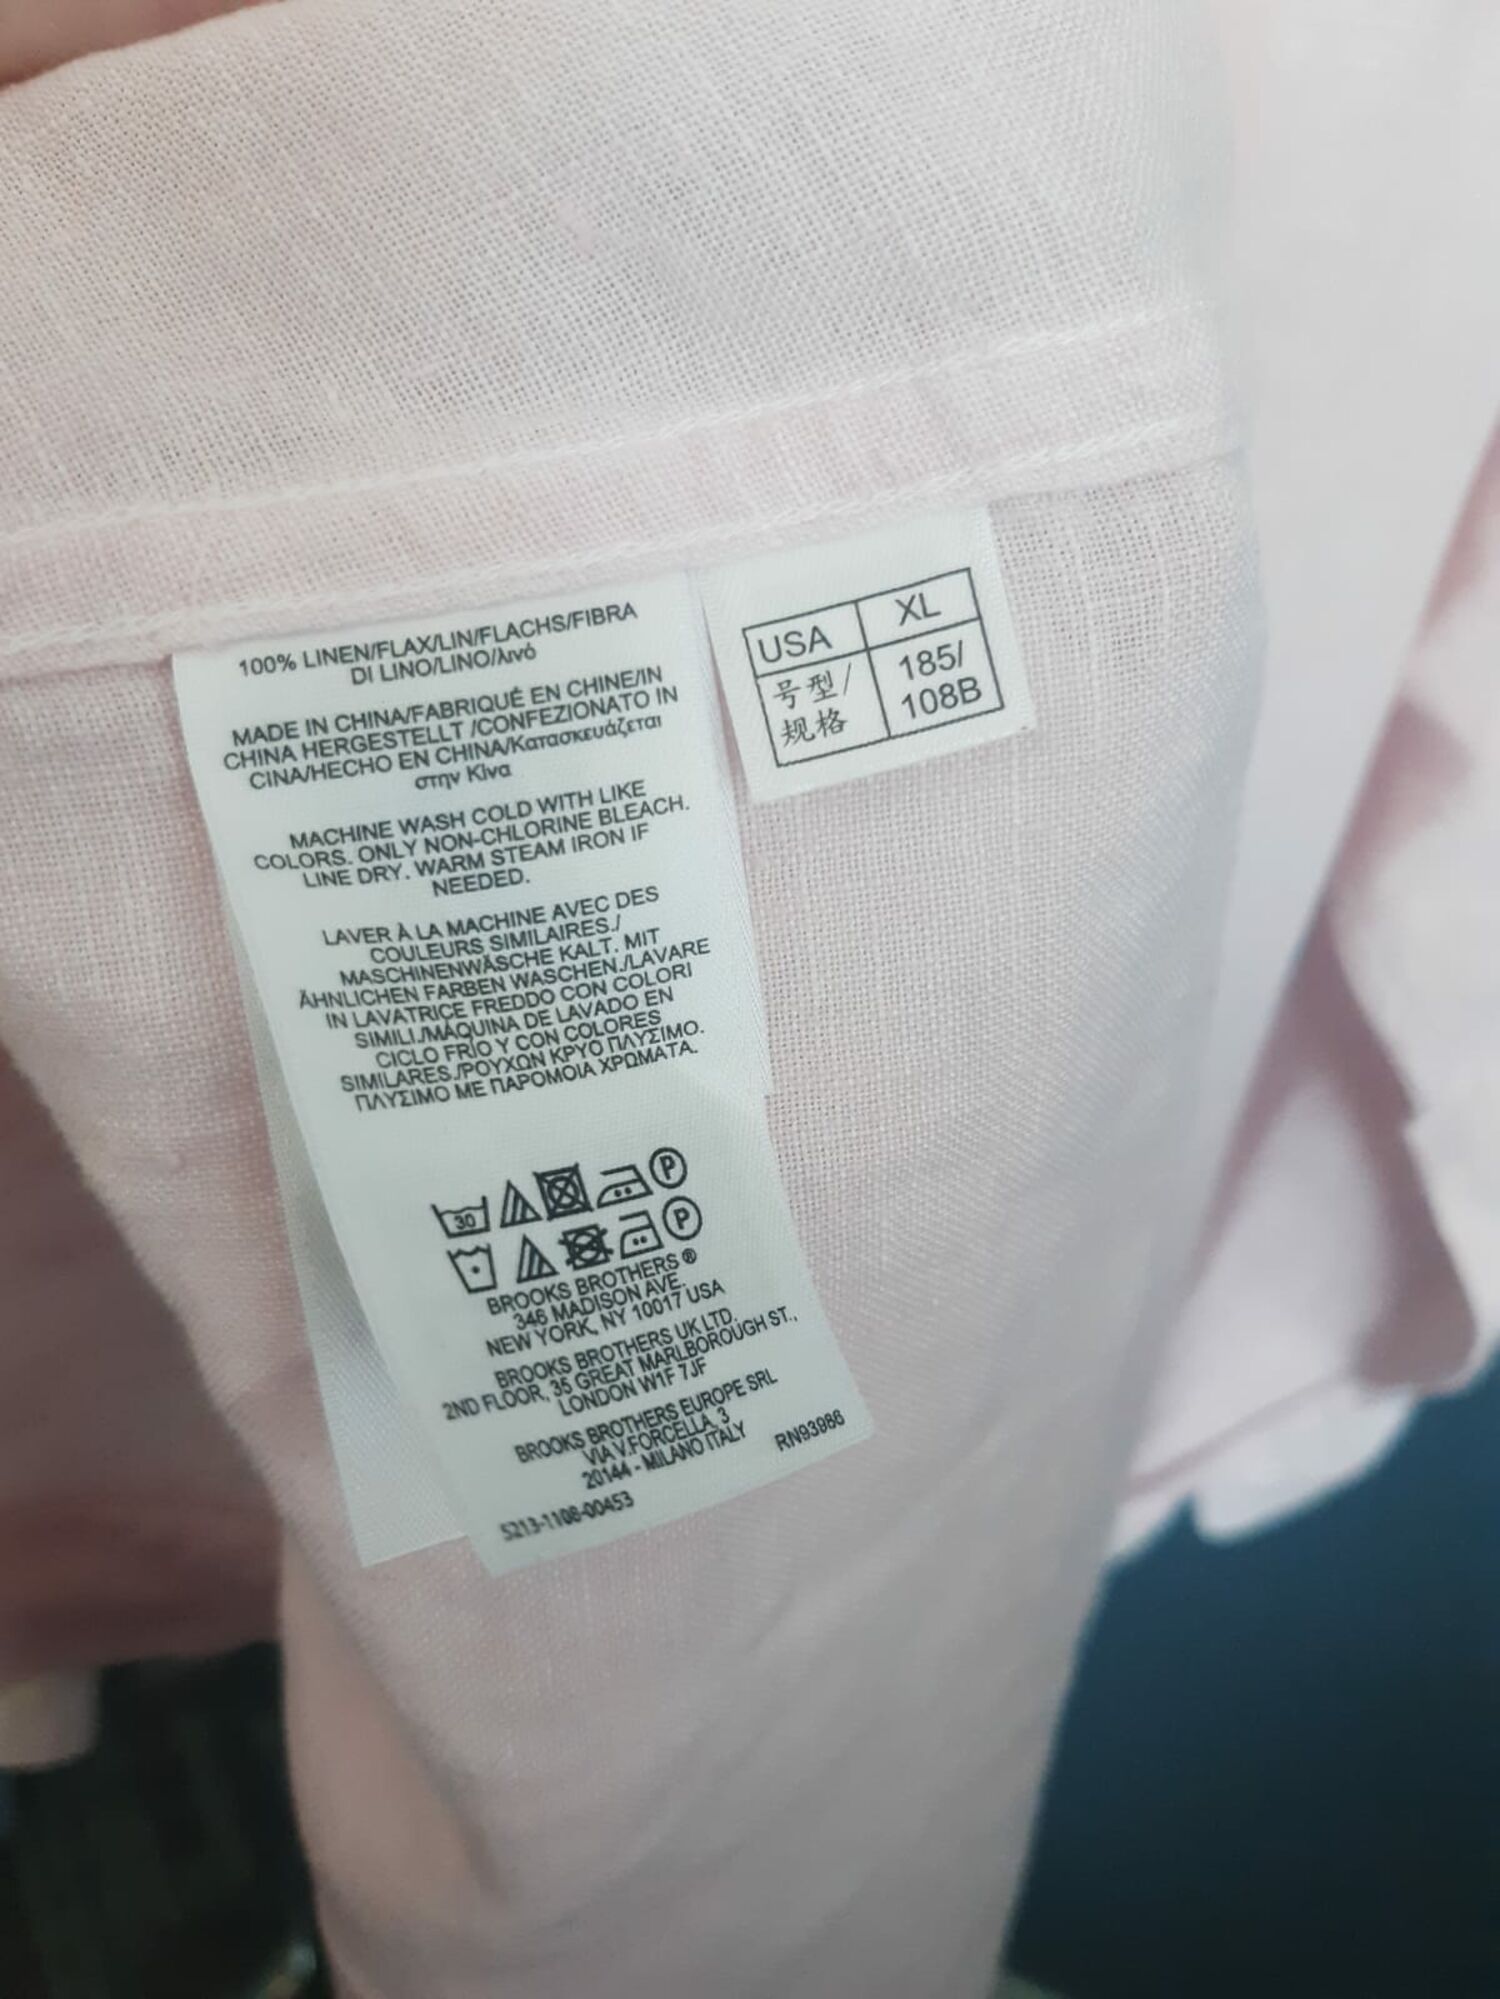 100% LINEN/FLAX/LIN/FLACHS/FIBRA
DI LINO/LINO/λινό
MADE IN CHINA/FABRIQUÉ EN CHINE/IN
CHINA HERGESTELLT /CONFEZIONATO IN
CINA/HECHO EN CHINA/Κατασκευάζεται
στην Κίνα
MACHINE WASH COLD WITH LIKE
COLORS. ONLY NON-CHLORINE BLEACH.
LINE DRY. WARM STEAM IRON IF
NEEDED.
LAVER À LA MACHINE AVEC DES
COULEURS SIMILAIRES./
MASCHINENWÄSCHE KALT. MIT
ÄHNLICHEN FARBEN WASCHEN./LAVARE
IN LAVATRICE FREDDO CON COLORI
SIMILI./MÁQUINA DE LAVADO EN
CICLO FRÍO Y CON COLORES
SIMILARES./ΡΟΥΧΩΝ ΚΡΥΟ ΠΛΥΣΙΜΟ.
ΠΛΥΣΙΜΟ ΜΕ ΠΑΡΟΜΟΙΑ ΧΡΩΜΑΤΑ.
30 P
P
BROOKS BROTHERS ®
346 MADISON AVE.
NEW YORK, NY 10017 USA
BROOKS BROTHERS UK LTD.
2ND FLOOR, 35 GREAT MARLBOROUGH ST.,
LONDON W1F 7JF
BROOKS BROTHERS EUROPE SRL
VIA V.FORCELLA, 3
20144 - MILANO ITALY
RN93986
5213-1108-00453
USA XL
号型/ 185/
规格 108B